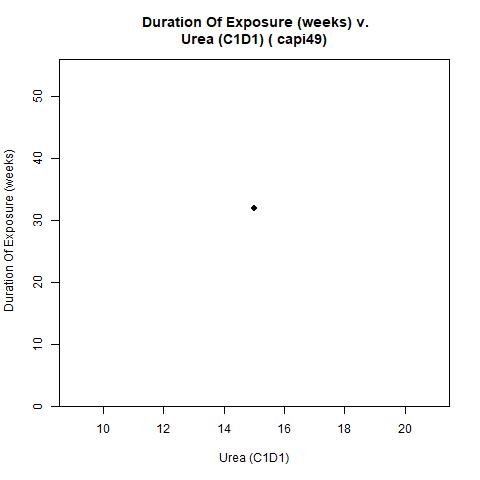 Duration Of Exposure (weeks) v.
Urea (C1D1) ( capi49)
Duration Of Exposure (weeks)
50
40
30
20
10
0
10 12 14 16 18 20
Urea (C1D1)